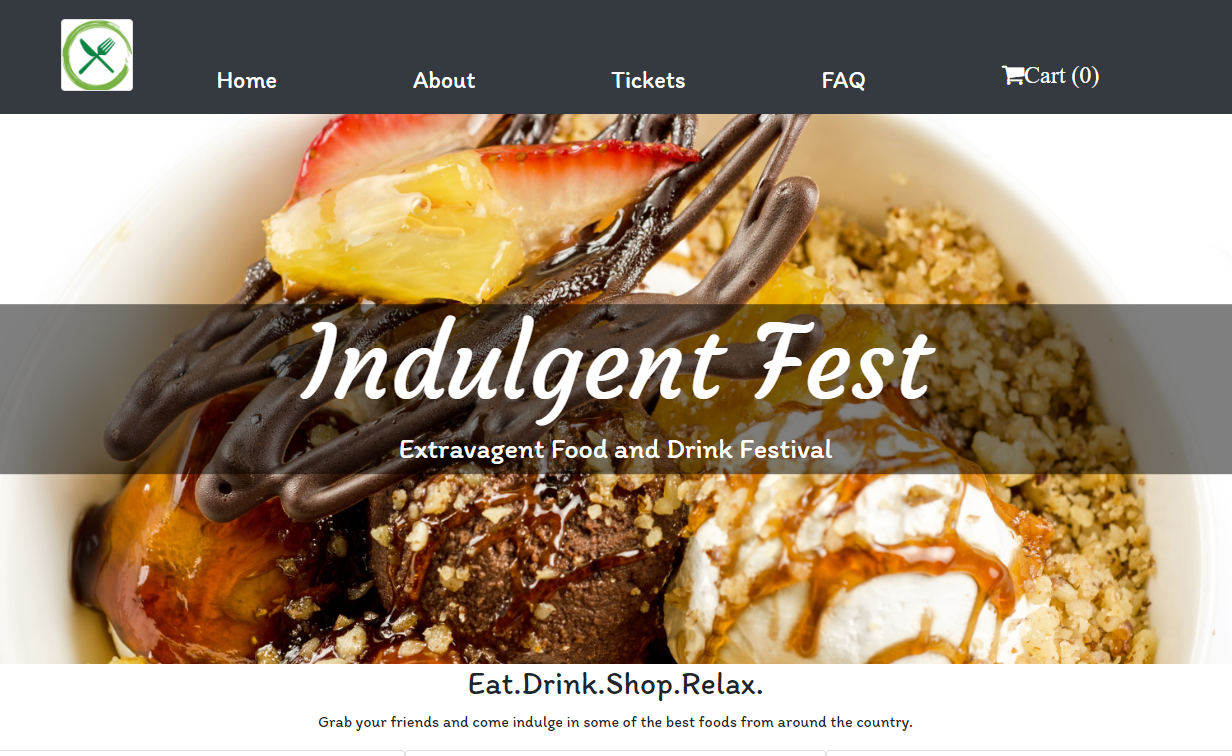 Home About Tickets FAQ Cart (0)
Indulgent Fest
Extravagent Food and Drink Festival
Eat.Drink.Shop.Relax.
Grab your friends and come indulge in some of the best foods from around the country.